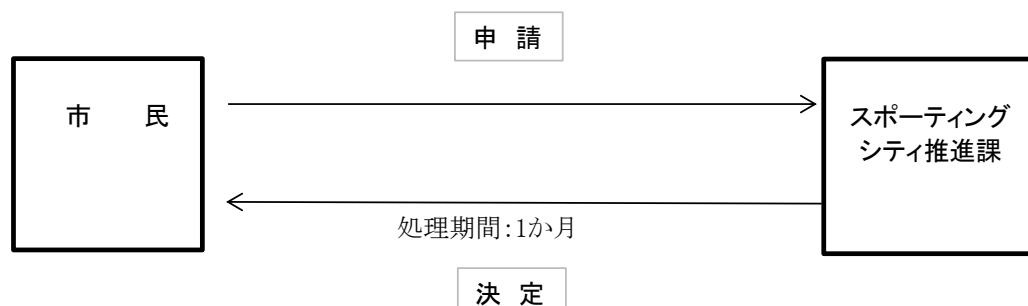 申 請
市 民
スポーティング
シティ推進課
処理期間:1か月
決 定